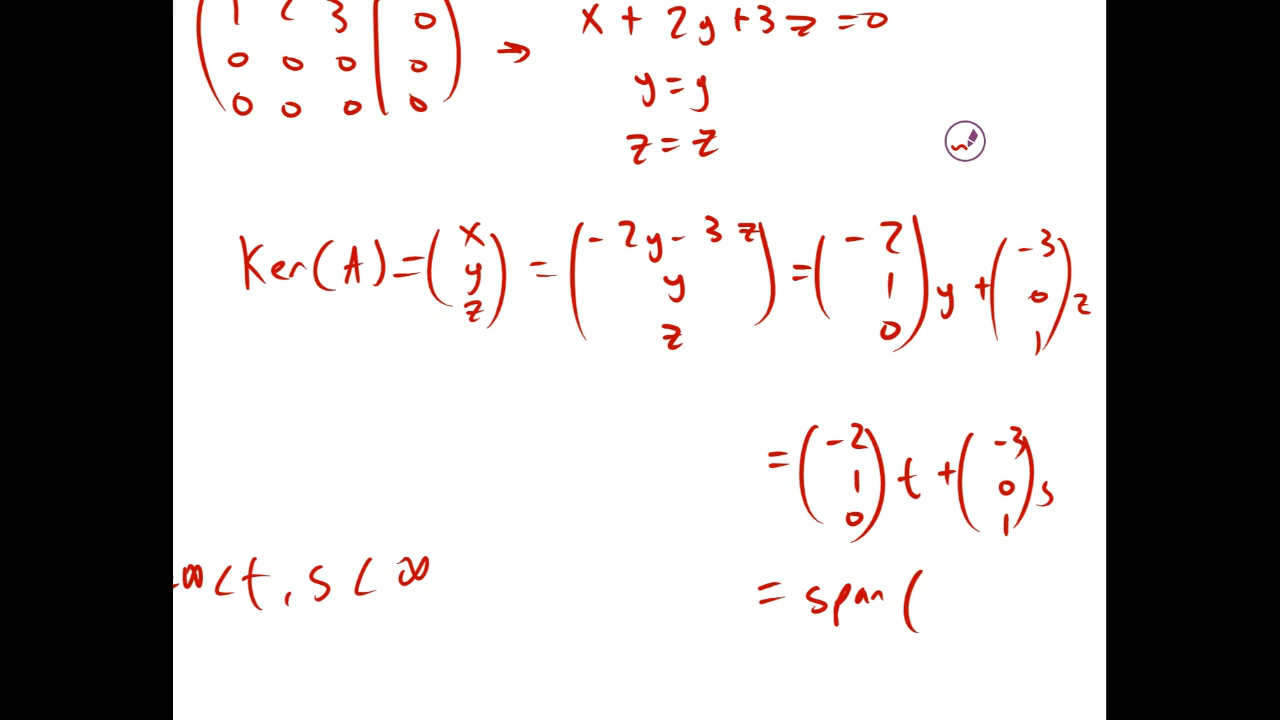 ( 1 2 3 | 0 )
( 0 0 0 | 0 ) → x + 2y + 3z = 0
( 0 0 0 | 0 ) y = y
z = z
Ker(A) = (x y z) = (-2y - 3z y z) = (-2 1 0) y + (-3 0 1) z
= (-2 1 0) t + (-3 0 1) s
-∞ < t, s < ∞
= span (